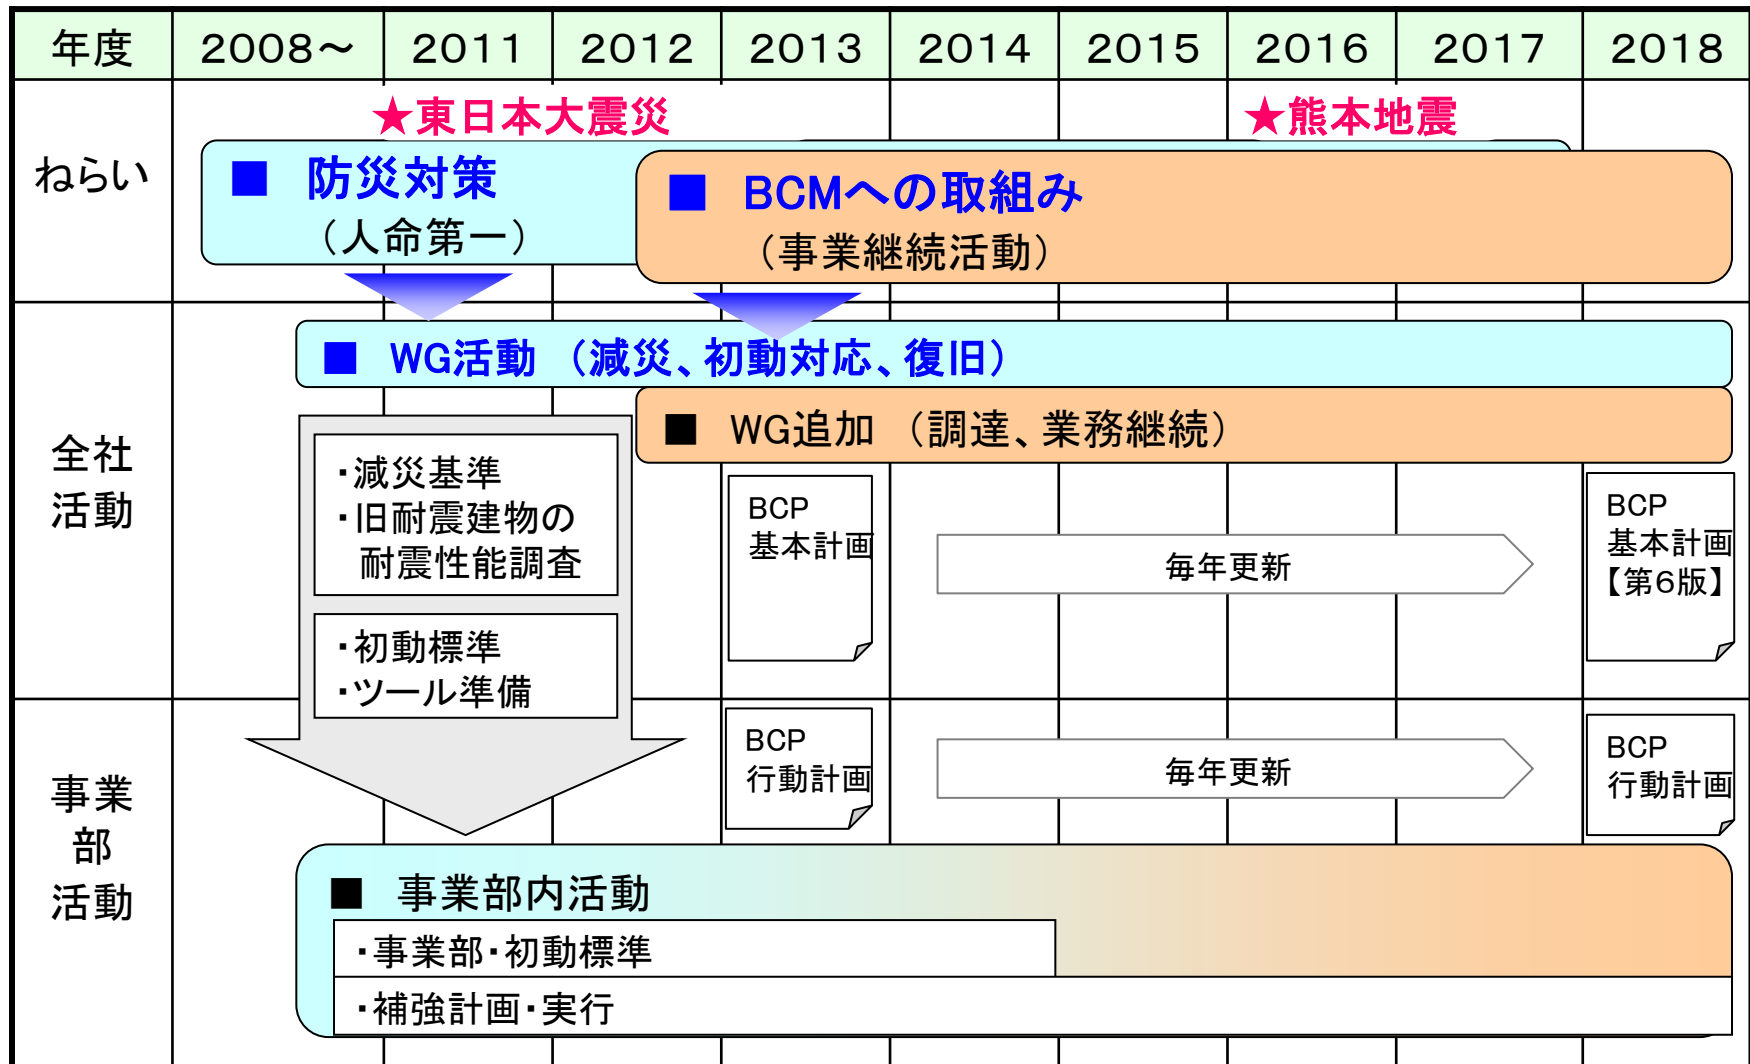 年度 2008～ 2011 2012 2013 2014 2015 2016 2017 2018
ねらい
★東日本大震災
★熊本地震
■ 防災対策
（人命第一）
■ BCMへの取組み
（事業継続活動）
全社
活動
■ WG活動 （減災、初動対応、復旧）
■ WG追加 （調達、業務継続）
・減災基準
・旧耐震建物の
耐震性能調査
・初動標準
・ツール準備
BCP
基本計画
毎年更新
BCP
基本計画
【第６版】
事業
部
活動
BCP
行動計画
毎年更新
BCP
行動計画
■ 事業部内活動
・事業部・初動標準
・補強計画・実行